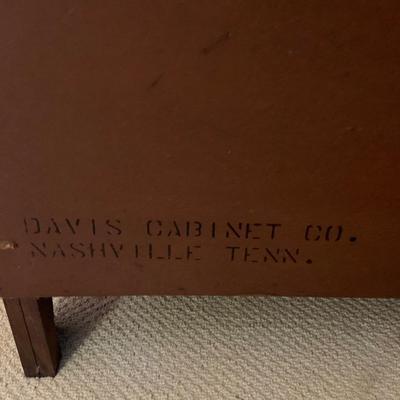 DAVIS CABINET CO.
NASHVILLE TENN.